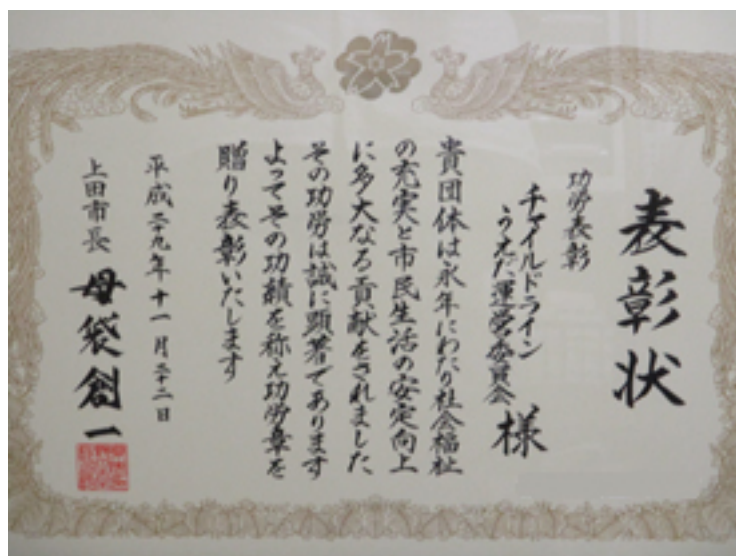 表彰状
功労表彰
チャイルドライン
うえだ運営委員会 様
貴団体は永年にわたり社会福祉
の充実と市民生活の安定向上
に多大なる貢献をされました
その功労は誠に顕著であります
よってその功績を称え功労章を
贈り表彰いたします
平成二十九年十一月二十二日
上田市長 母袋創一